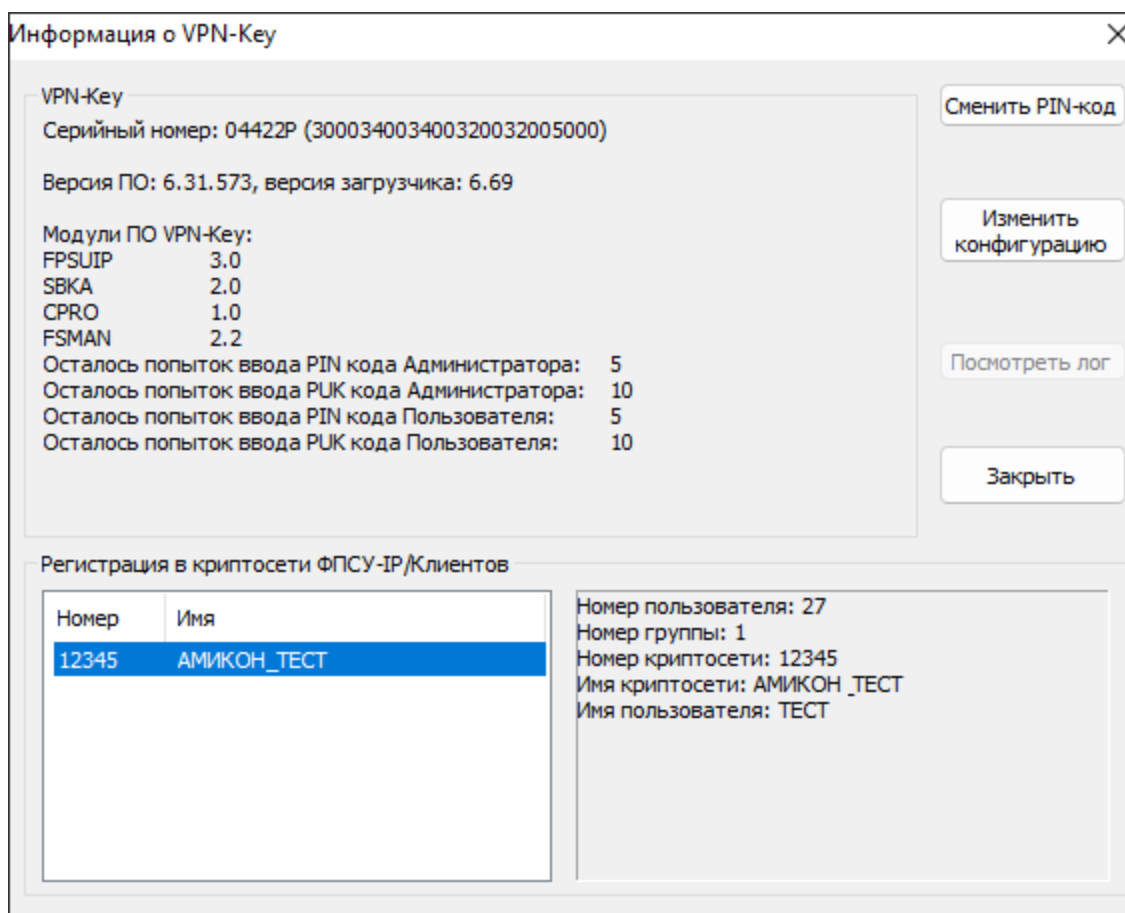 Информация о VPN-Key
VPN-Key
Серийный номер: 04422P (300034003400320032005000)
Версия ПО: 6.31.573, версия загрузчика: 6.69
Модули ПО VPN-Key:
FPSUIP 3.0
SBKA 2.0
CPRO 1.0
FSMAN 2.2
Осталось попыток ввода PIN кода Администратора: 5
Осталось попыток ввода PUK кода Администратора: 10
Осталось попыток ввода PIN кода Пользователя: 5
Осталось попыток ввода PUK кода Пользователя: 10
Сменить PIN-код
Изменить
конфигурацию
Посмотреть лог
Закрыть
Регистрация в криптосети ФПСУ-IP/Клиентов
Номер Имя
12345 АМИКОН_ТЕСТ
Номер пользователя: 27
Номер группы: 1
Номер криптосети: 12345
Имя криптосети: АМИКОН _ТЕСТ
Имя пользователя: ТЕСТ